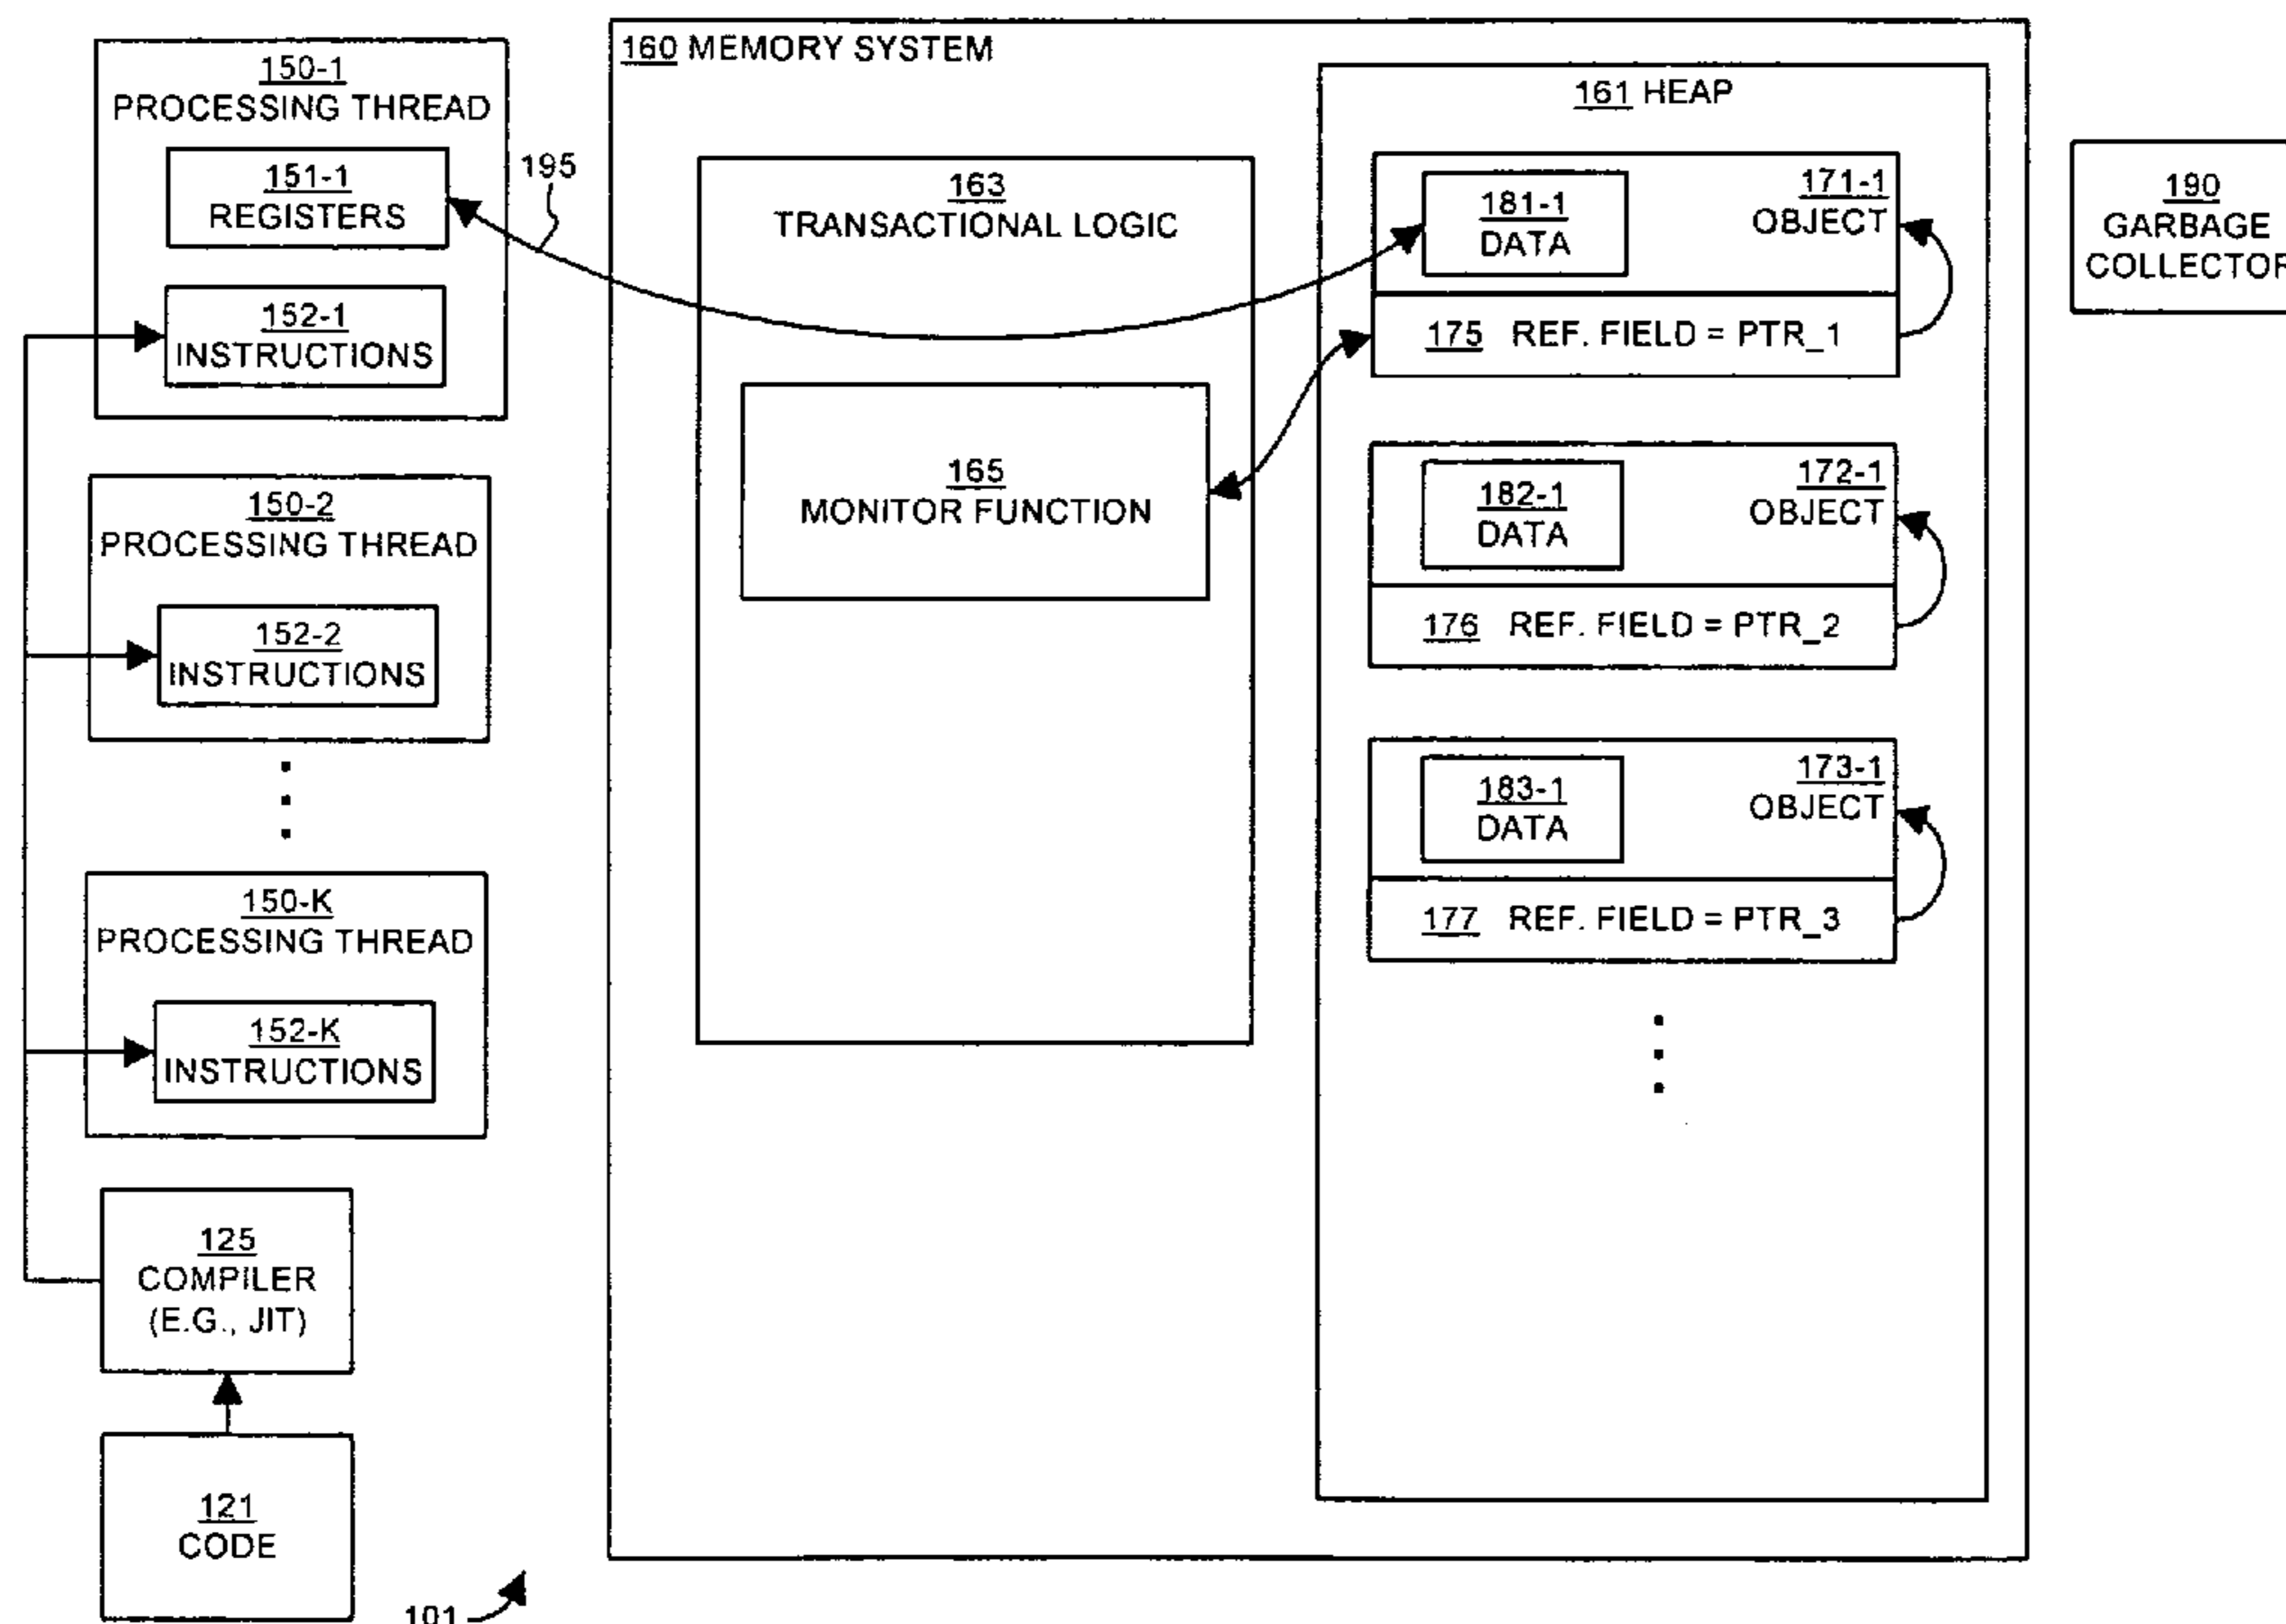 150-1
PROCESSING THREAD
151-1
REGISTERS
152-1
INSTRUCTIONS
150-2
PROCESSING THREAD
152-2
INSTRUCTIONS
150-K
PROCESSING THREAD
152-K
INSTRUCTIONS
125
COMPILER
(E.G., JIT)
121
CODE
101
195
160 MEMORY SYSTEM
163
TRANSACTIONAL LOGIC
165
MONITOR FUNCTION
161 HEAP
181-1
DATA
171-1
OBJECT
175 REF. FIELD = PTR_1
182-1
DATA
172-1
OBJECT
176 REF. FIELD = PTR_2
183-1
DATA
173-1
OBJECT
177 REF. FIELD = PTR_3
190
GARBAGE
COLLECTOR